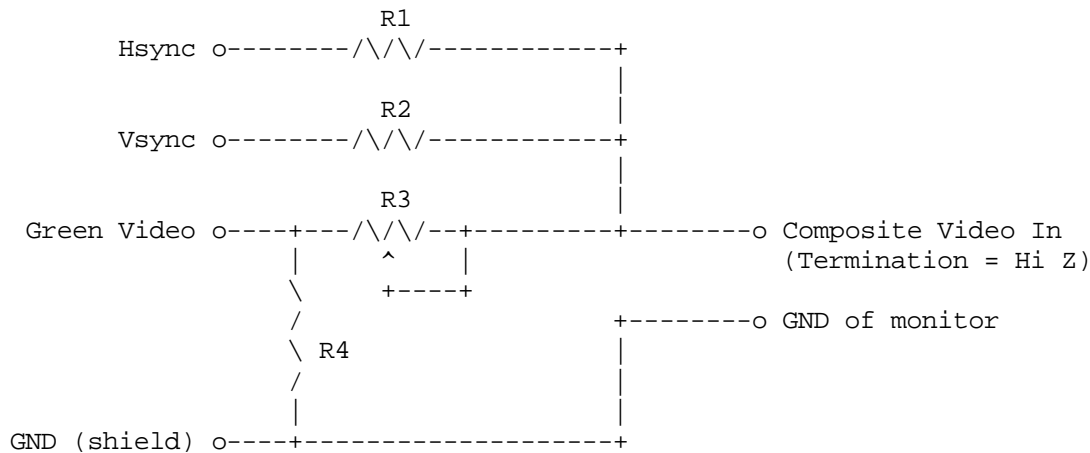 R1
Hsync
R2
Vsync
R3
Green Video
Composite Video In
(Termination = Hi Z)
GND of monitor
R4
GND (shield)